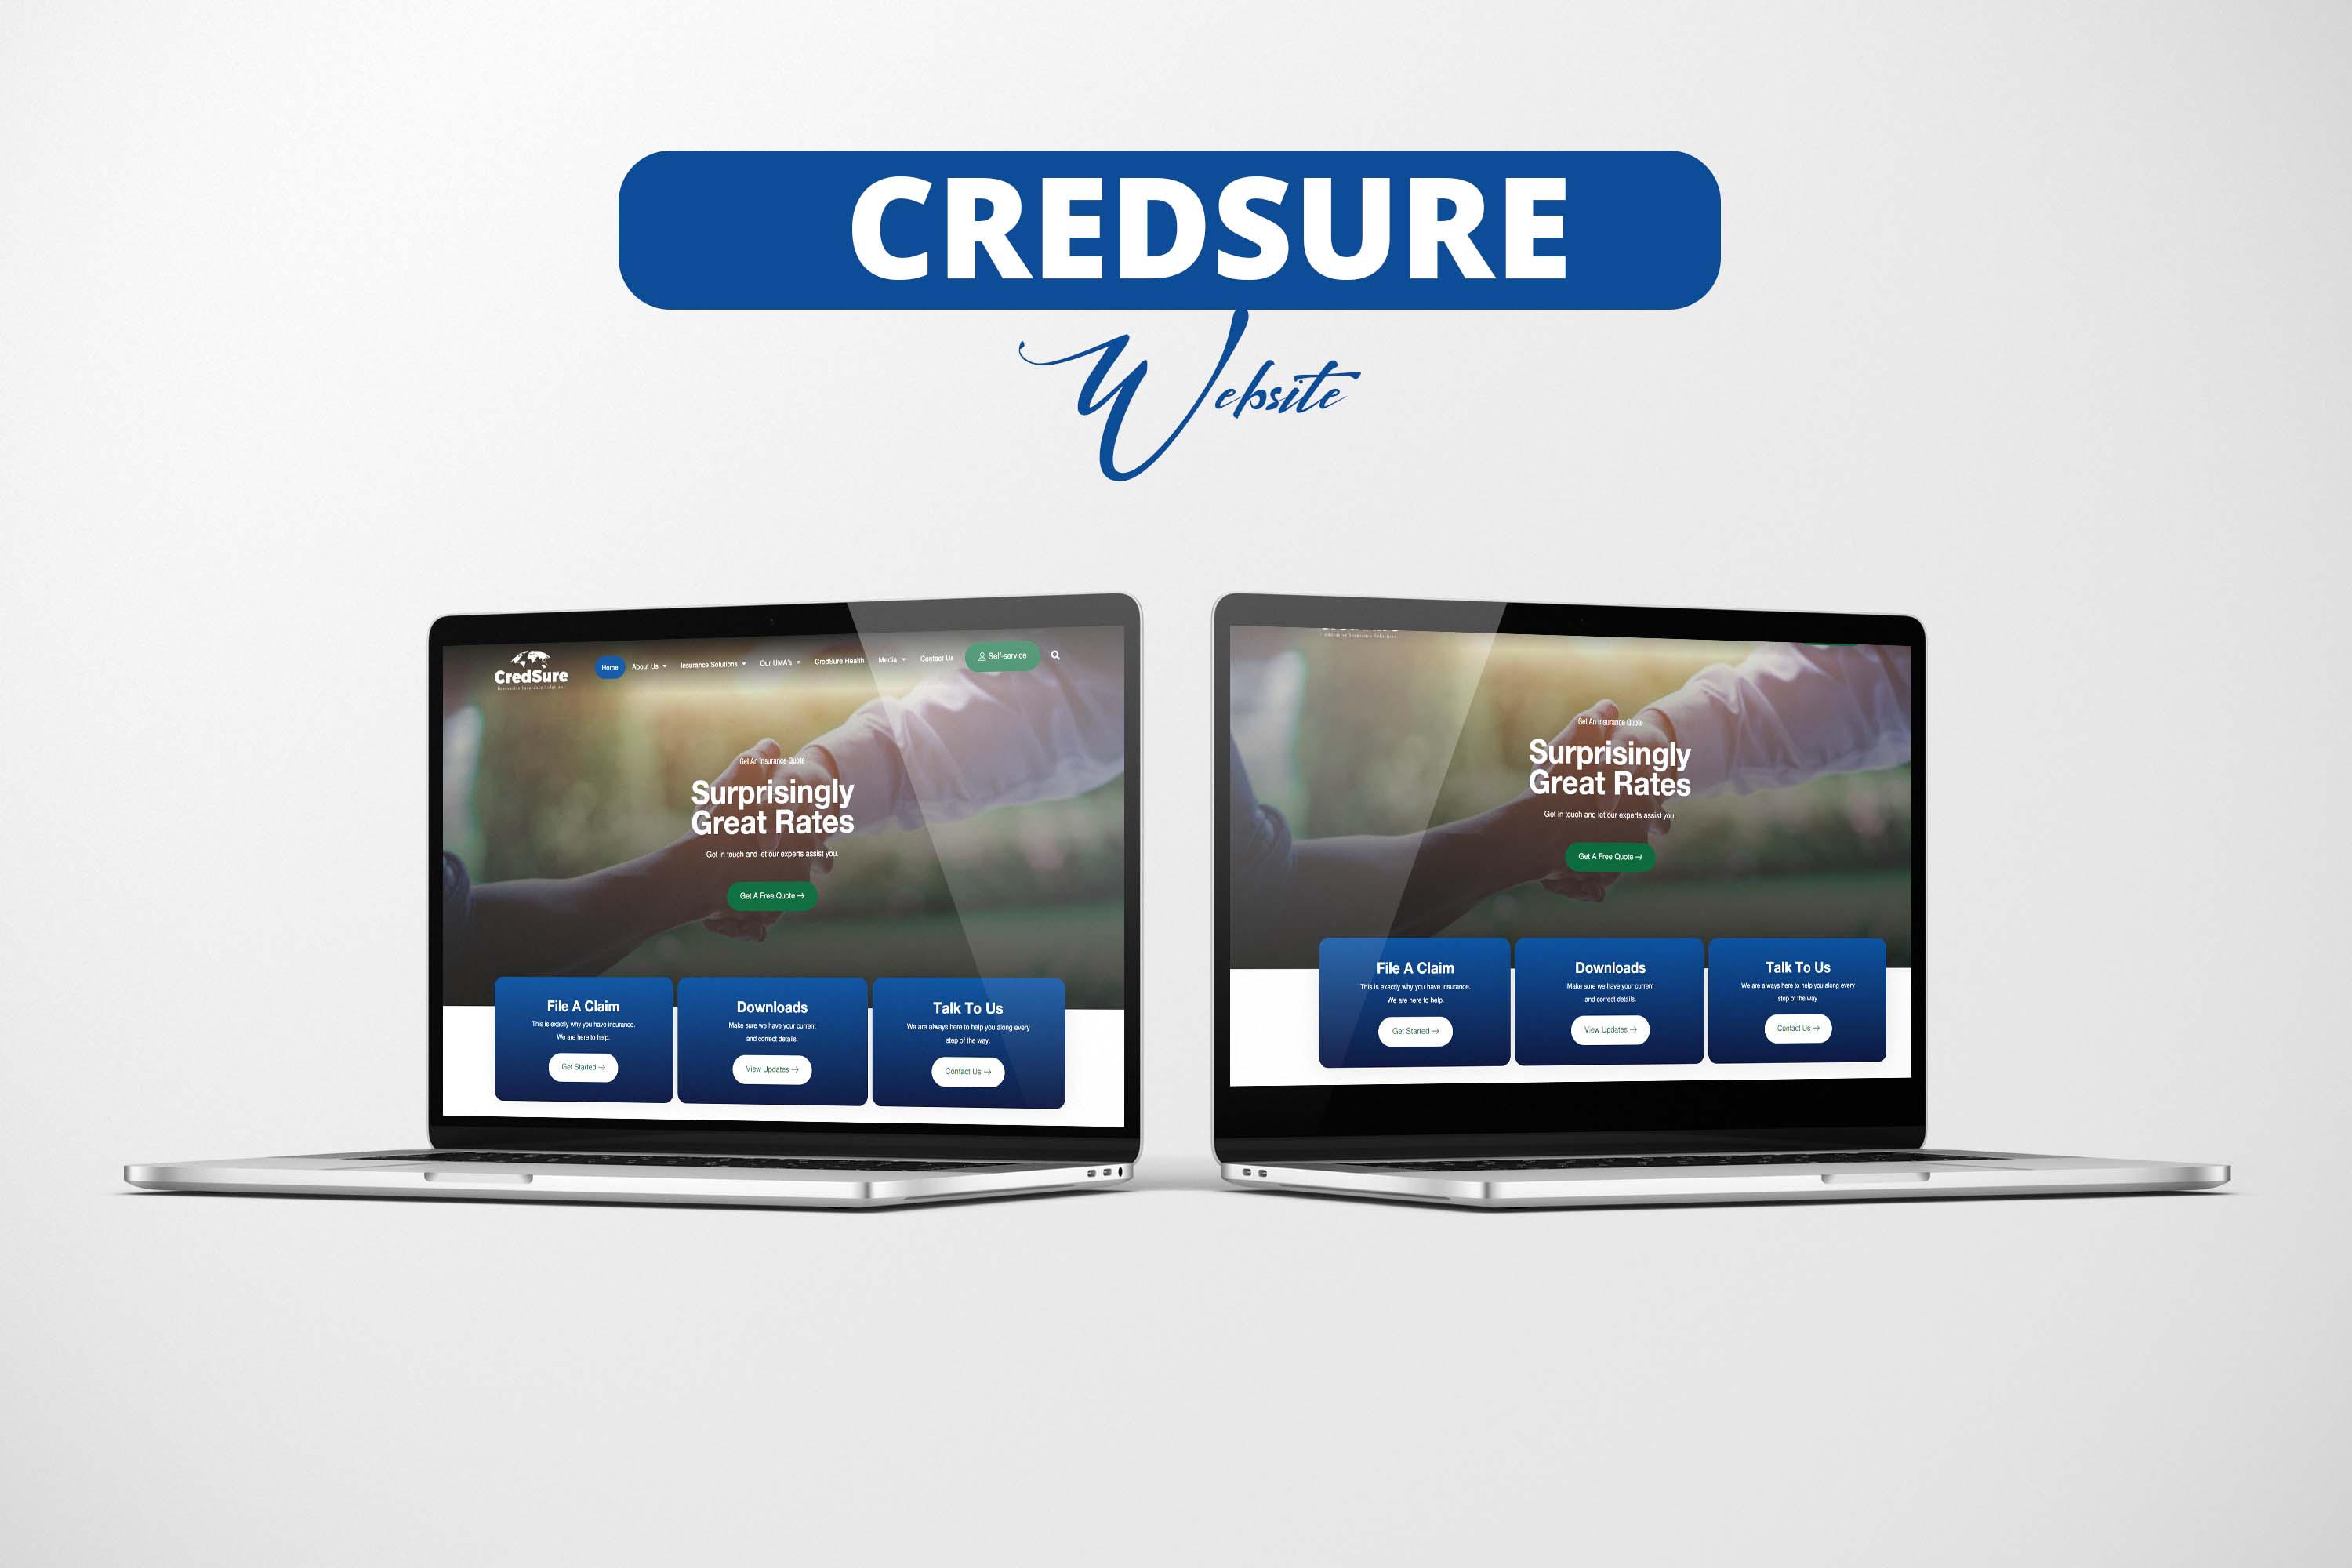 CREDSURE
Website
CredSure
Innovative Insurance Solutions
Home About Us Insurance Solutions Our UMA's CredSure Health Media Contact Us Self-service
Get An Insurance Quote
Surprisingly
Great Rates
Get in touch and let our experts assist you.
Get A Free Quote →
File A Claim
This is exactly why you have insurance.
We are here to help.
Get Started →
Downloads
Make sure we have your current
and correct details.
View Updates →
Talk To Us
We are always here to help you along every
step of the way.
Contact Us →
Innovative Insurance Solutions
Get An Insurance Quote
Surprisingly
Great Rates
Get in touch and let our experts assist you.
Get A Free Quote →
File A Claim
This is exactly why you have insurance.
We are here to help.
Get Started →
Downloads
Make sure we have your current
and correct details.
View Updates →
Talk To Us
We are always here to help you along every
step of the way.
Contact Us →